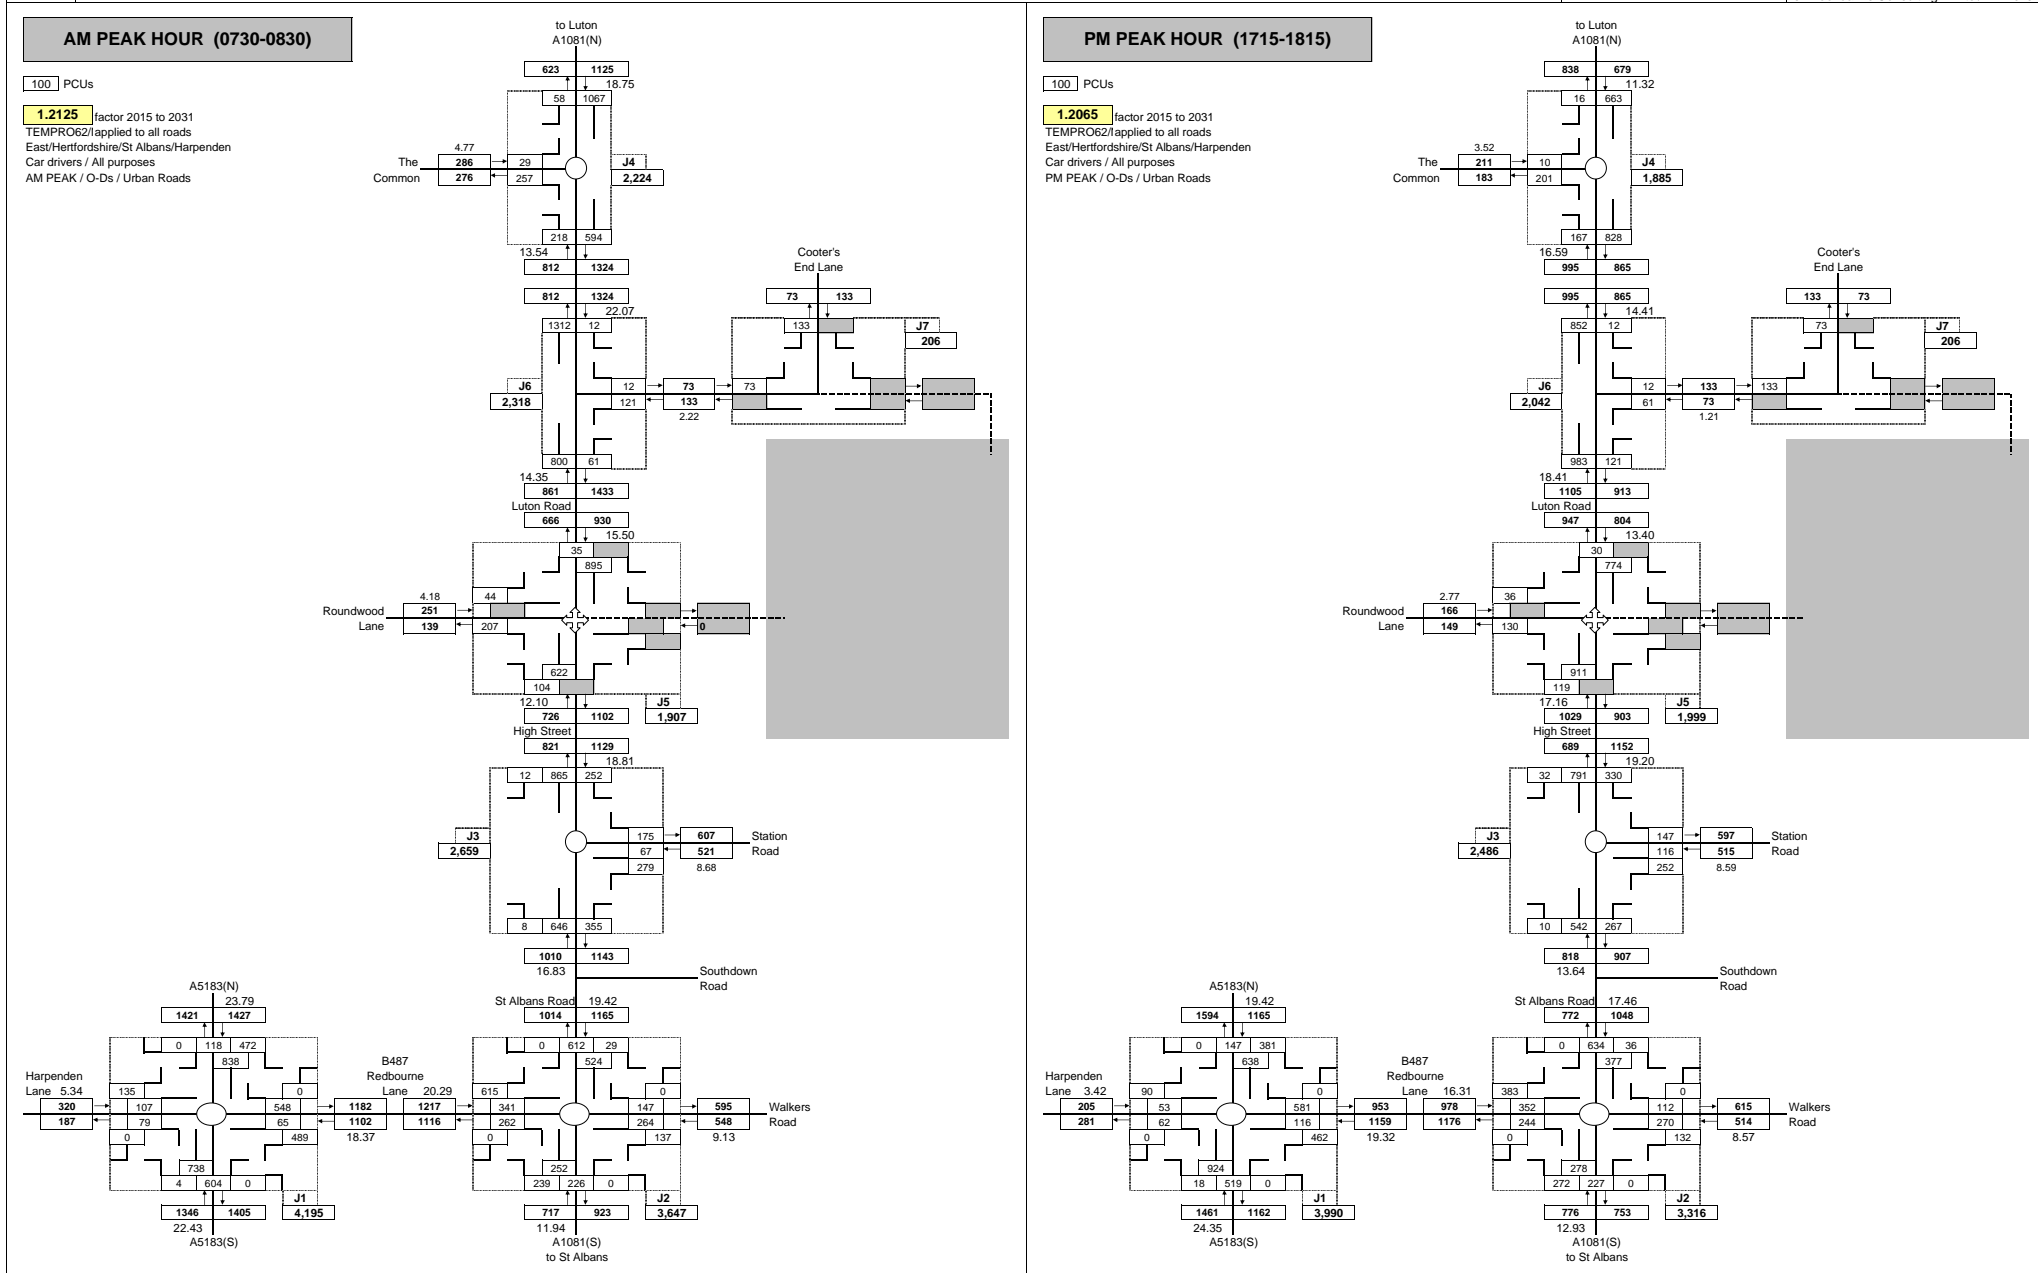 AM PEAK HOUR (0730-0830)
100 PCUs
1.2125 factor 2015 to 2031
TEMPRO62/lapplied to all roads
East/Hertfordshire/St Albans/Harpenden
Car drivers / All purposes
AM PEAK / O-Ds / Urban Roads
to Luton
A1081(N)
623 1125
18.75
58 1067
4.77
The 286 29 J4
Common 276 257 2,224
218 594
13.54
812 1324
Cooter's
End Lane
812 1324 73 133
22.07
1312 12 133 J7
206
J6 12 73 73
2,318 121 133
2.22
800 61
14.35
861 1433
Luton Road
666 930
15.50
35
895
4.18 44
Roundwood 251
Lane 139 207 0
622
104
12.10 J5
726 1102 1,907
High Street
821 1129
18.81
12 865 252
J3 175 607 Station
2,659 67 521 Road
279 8.68
8 646 355
1010 1143
16.83 Southdown
Road
A5183(N)
23.79 St Albans Road 19.42
1421 1427 1014 1165
0 118 472 0 612 29
838 B487 524
Harpenden Redbourne
Lane 5.34 135 0 Lane 20.29 615 0
320 107 548 1182 1217 341 147 595 Walkers
187 79 65 1102 1116 262 264 548 Road
0 489 18.37 0 137 9.13
738 252
4 604 0 239 226 0
J1 J2
1346 1405 4,195 717 923 3,647
22.43 11.94
A5183(S) A1081(S)
to St Albans
PM PEAK HOUR (1715-1815)
100 PCUs
1.2065 factor 2015 to 2031
TEMPRO62/lapplied to all roads
East/Hertfordshire/St Albans/Harpenden
Car drivers / All purposes
PM PEAK / O-Ds / Urban Roads
to Luton
A1081(N)
838 679
11.32
16 663
3.52
The 211 10 J4
Common 183 201 1,885
167 828
16.59
995 865
Cooter's
End Lane
995 865 133 73
14.41
852 12 73 J7
206
J6 12 133 133
2,042 61 73
1.21
983 121
18.41
1105 913
Luton Road
947 804
13.40
30
774
2.77 36
Roundwood 166
Lane 149 130
911
119
17.16 J5
1029 903 1,999
High Street
689 1152
19.20
32 791 330
J3 147 597 Station
2,486 116 515 Road
252 8.59
10 542 267
818 907
13.64 Southdown
Road
A5183(N)
19.42 St Albans Road 17.46
1594 1165 772 1048
0 147 381 0 634 36
638 B487 377
Harpenden Redbourne
Lane 3.42 90 0 Lane 16.31 383 0
205 53 581 953 978 352 112 615 Walkers
281 62 116 1159 1176 244 270 514 Road
0 462 19.32 0 132 8.57
924 278
18 519 0 272 227 0
J1 J2
1461 1162 3,990 776 753 3,316
24.35 12.93
A5183(S) A1081(S)
to St Albans